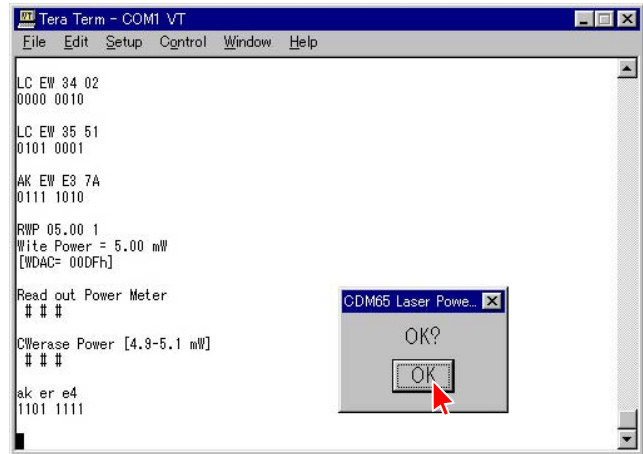 Tera Term - COM1 VT
File Edit Setup Control Window Help
LC EW 34 02
0000 0010
LC EW 35 51
0101 0001
AK EW E3 7A
0111 1010
RWP 05.00 1
Wite Power = 5.00 mW
[WDAC= 00DFh]
Read out Power Meter
# # #
CWerase Power [4.9-5.1 mW]
# # #
ak er e4
1101 1111
CDM65 Laser Powe...
OK?
OK